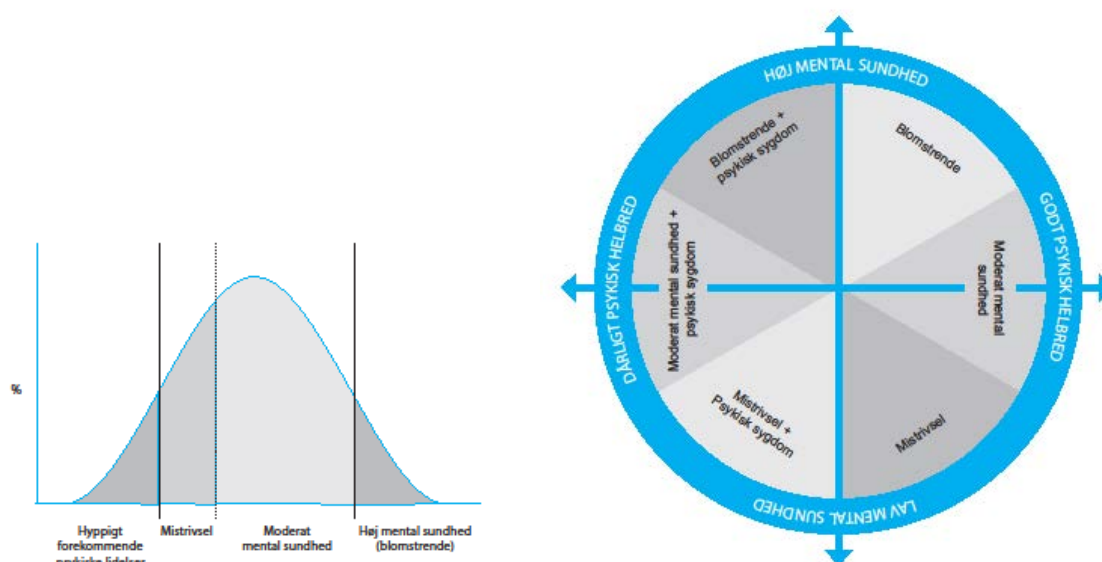 %
Hyppigt
forekommende
psykiske lidelser
Mistrivsel
Moderat
mental sundhed
Høj mental sundhed
(blomstrende)
HØJ MENTAL SUNDHED
GODT PSYKISK HELBRED
LAV MENTAL SUNDHED
DÅRLIGT PSYKISK HELBRED
Blomstrende +
psykisk sygdom
Blomstrende
Moderat mental sundhed +
psykisk sygdom
Moderat mental
sundhed
Mistrivsel +
Psykisk sygdom
Mistrivsel